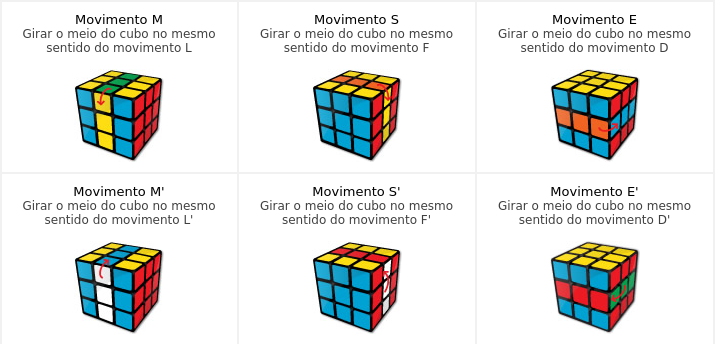 Movimento M
Girar o meio do cubo no mesmo
sentido do movimento L
Movimento S
Girar o meio do cubo no mesmo
sentido do movimento F
Movimento E
Girar o meio do cubo no mesmo
sentido do movimento D
Movimento M'
Girar o meio do cubo no mesmo
sentido do movimento L'
Movimento S'
Girar o meio do cubo no mesmo
sentido do movimento F'
Movimento E'
Girar o meio do cubo no mesmo
sentido do movimento D'